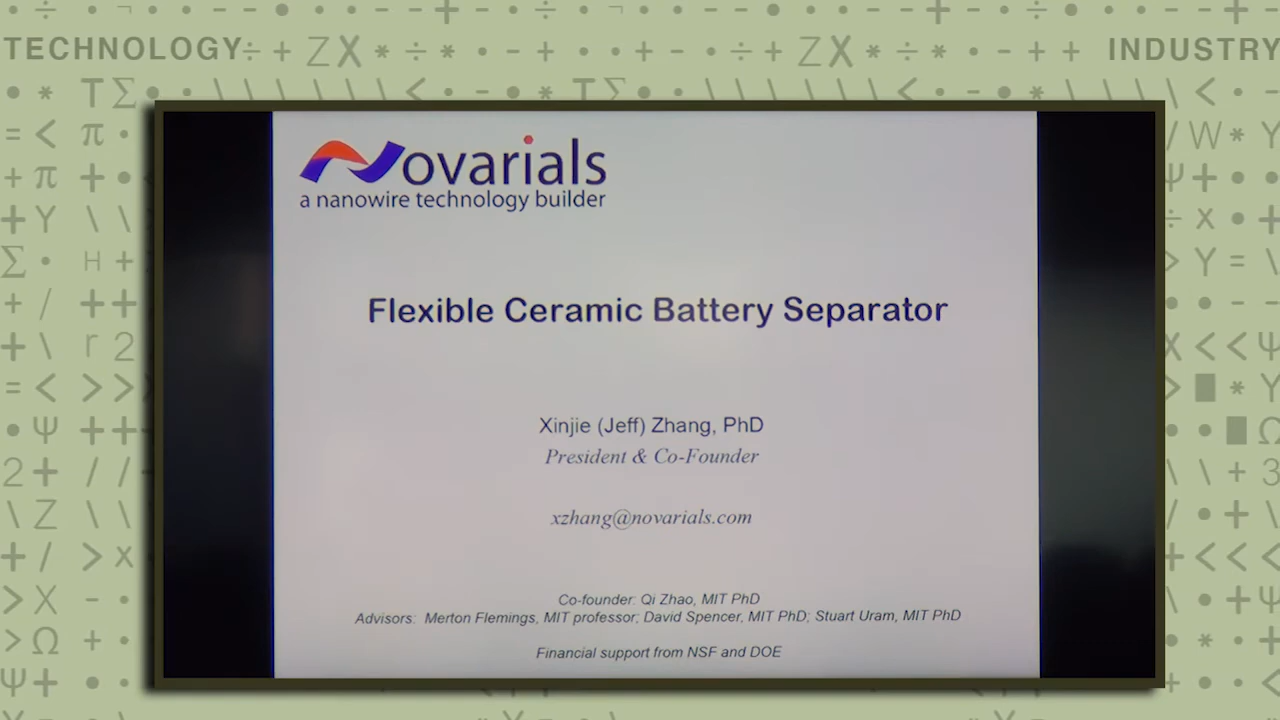 TECHNOLOGY
INDUSTRY
Novarials
a nanowire technology builder
Flexible Ceramic Battery Separator
Xinjie (Jeff) Zhang, PhD
President & Co-Founder
xzhang@novarials.com
Co-founder: Qi Zhao, MIT PhD
Advisors: Merton Flemings, MIT professor; David Spencer, MIT PhD; Stuart Uram, MIT PhD
Financial support from NSF and DOE